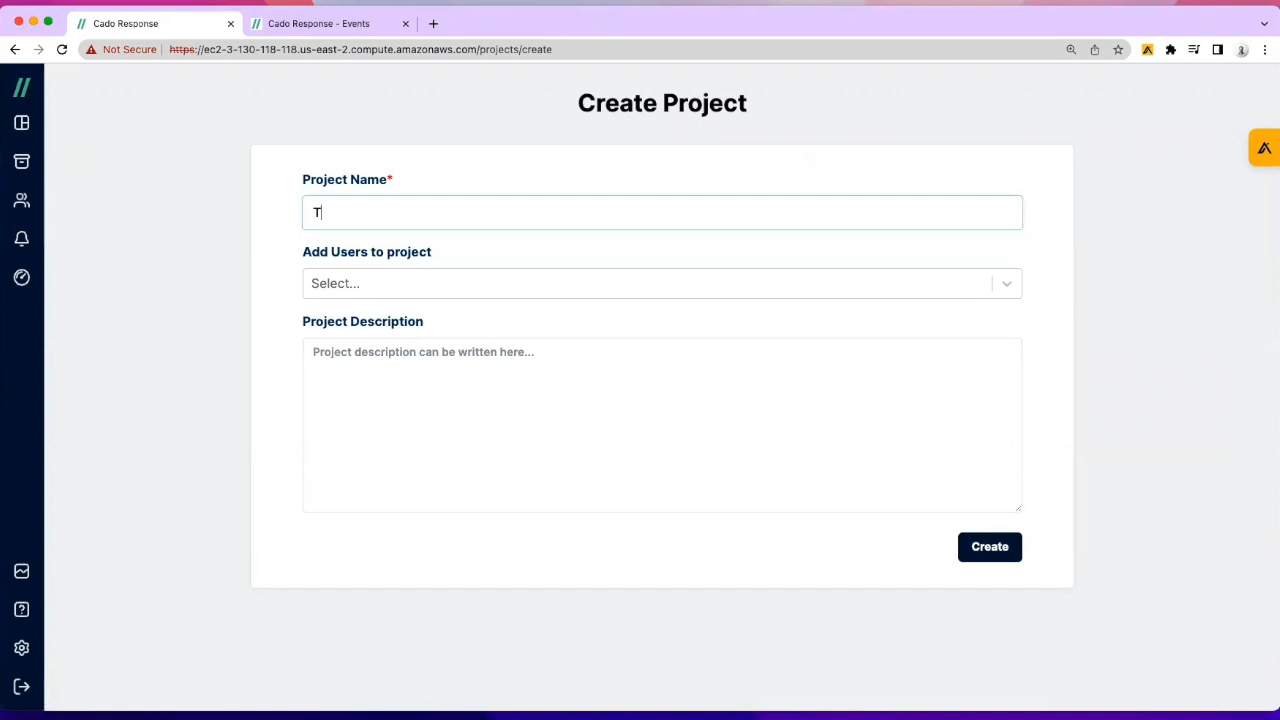 Cado Response
Cado Response - Events
Not Secure
https://ec2-3-130-118-118.us-east-2.compute.amazonaws.com/projects/create
Create Project
Project Name*
T
Add Users to project
Select...
Project Description
Project description can be written here...
Create